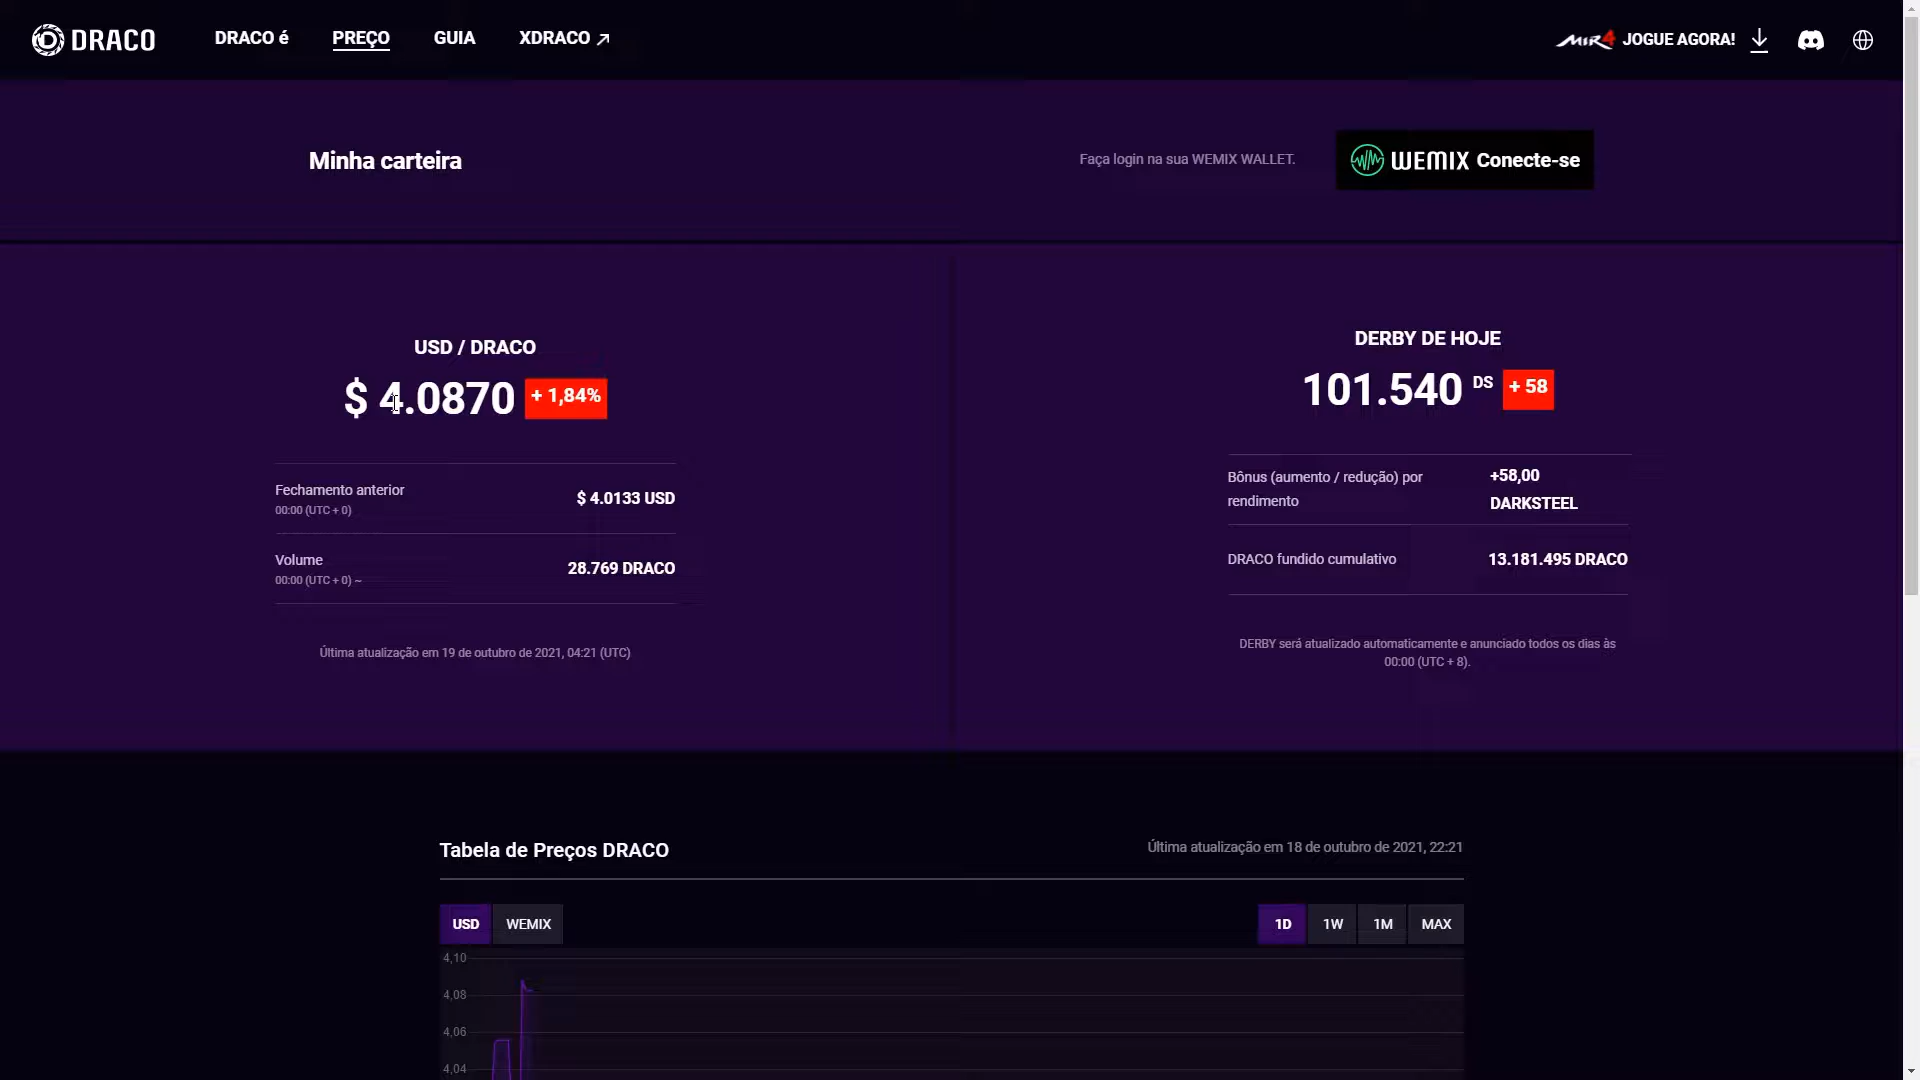 DRACO
DRACO é
PREÇO
GUIA
XDRACO
MIR4 JOGUE AGORA!
Minha carteira
Faça login na sua WEMIX WALLET.
WEMIX Conecte-se
USD / DRACO
$ 4.0870 + 1,84%
Fechamento anterior
00:00 (UTC + 0)
$ 4.0133 USD
Volume
00:00 (UTC + 0) ~
28.769 DRACO
Última atualização em 19 de outubro de 2021, 04:21 (UTC)
DERBY DE HOJE
101.540 DS + 58
Bônus (aumento / redução) por
rendimento
+58,00
DARKSTEEL
DRACO fundido cumulativo
13.181.495 DRACO
DERBY será atualizado automaticamente e anunciado todos os dias às
00:00 (UTC + 8).
Tabela de Preços DRACO
Última atualização em 18 de outubro de 2021, 22:21
USD
WEMIX
1D
1W
1M
MAX
4,10
4,08
4,06
4,04